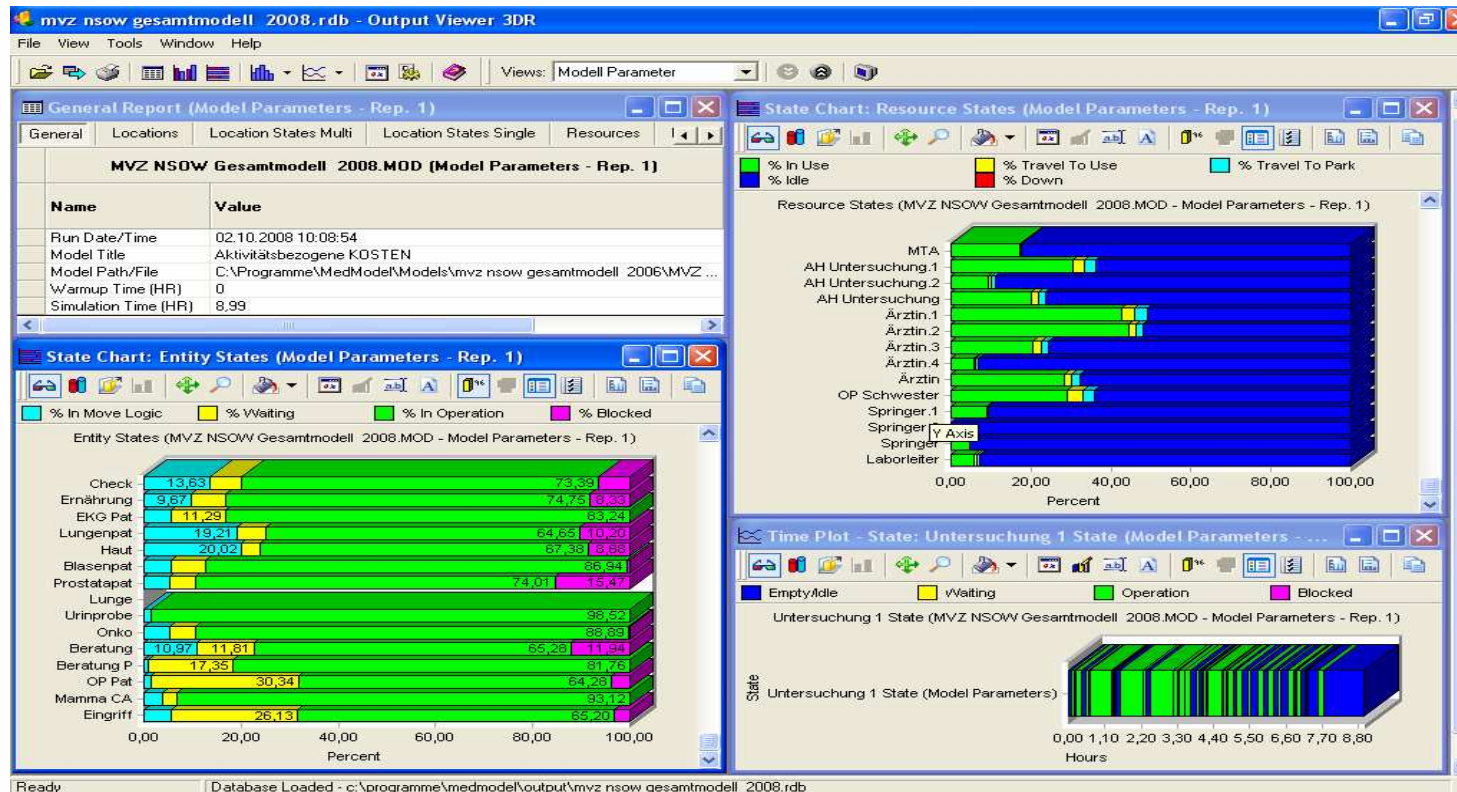 mvz nsow gesamtmodell 2008.rdb - Output Viewer 3DR
File View Tools Window Help
Views: Modell Parameter
General Report (Model Parameters - Rep. 1)
General Locations Location States Multi Location States Single Resources
MVZ NSOW Gesamtmodell 2008.MOD (Model Parameters - Rep. 1)
Name Value
Run Date/Time 02.10.2008 10:08:54
Model Title Aktivitätsbezogene KOSTEN
Model Path/File C:\Programme\MedModel\Models\mvz nsow gesamtmodell 2006\MVZ ...
Warmup Time (HR) 0
Simulation Time (HR) 8,99
State Chart: Entity States (Model Parameters - Rep. 1)
% In Move Logic % Waiting % In Operation % Blocked
Entity States (MVZ NSOW Gesamtmodell 2008.MOD - Model Parameters - Rep. 1)
Check 13,63 73,39
Ernährung 9,67 74,75 8,33
EKG Pat 11,29 83,24
Lungenpat 19,21 64,65 10,20
Haut 20,02 67,38 8,68
Blasenpat 86,94
Prostatapat 74,01 15,47
Lunge
Urinprobe 98,52
Onko 88,89
Beratung 10,97 11,81 65,28 11,94
Beratung P 17,35 81,76
OP Pat 30,34 64,28
Mamma CA 93,12
Eingriff 26,13 65,20
0,00 20,00 40,00 60,00 80,00 100,00
Percent
State Chart: Resource States (Model Parameters - Rep. 1)
% In Use % Travel To Use % Travel To Park
% Idle % Down
Resource States (MVZ NSOW Gesamtmodell 2008.MOD - Model Parameters - Rep. 1)
MTA
AH Untersuchung.1
AH Untersuchung.2
AH Untersuchung
Ärztin.1
Ärztin.2
Ärztin.3
Ärztin.4
Ärztin
OP Schwester
Springer.1
Springer
Y Axis
Springer
Laborleiter
0,00 20,00 40,00 60,00 80,00 100,00
Percent
Time Plot - State: Untersuchung 1 State (Model Parameters - ...
Empty/Idle Waiting Operation Blocked
Untersuchung 1 State (MVZ NSOW Gesamtmodell 2008.MOD - Model Parameters - Rep. 1)
State
Untersuchung 1 State (Model Parameters)
0,00 1,10 2,20 3,30 4,40 5,50 6,60 7,70 8,80
Hours
Ready Database Loaded - c:\programme\medmodel\output\mvz nsow gesamtmodell 2008.rdb